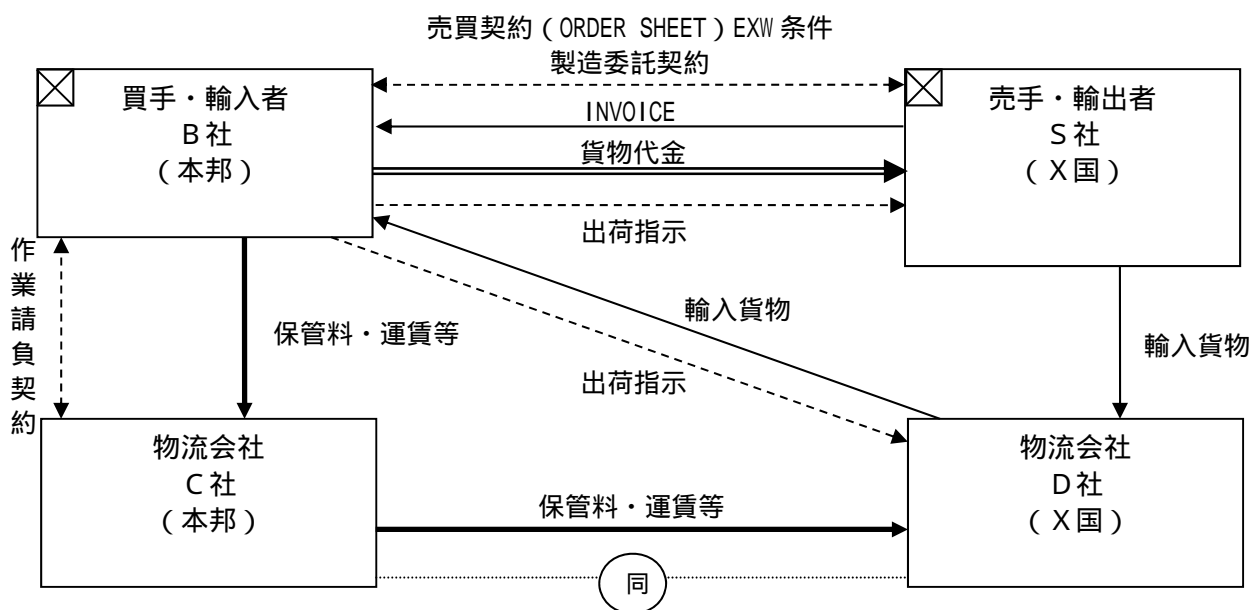 売買契約（ORDER SHEET）EXW 条件
製造委託契約
買手・輸入者
Ｂ社
（本邦）
売手・輸出者
Ｓ社
（Ｘ国）
INVOICE
貨物代金
出荷指示
作業請負契約
保管料・運賃等
輸入貨物
出荷指示
輸入貨物
物流会社
Ｃ社
（本邦）
物流会社
Ｄ社
（Ｘ国）
保管料・運賃等
同